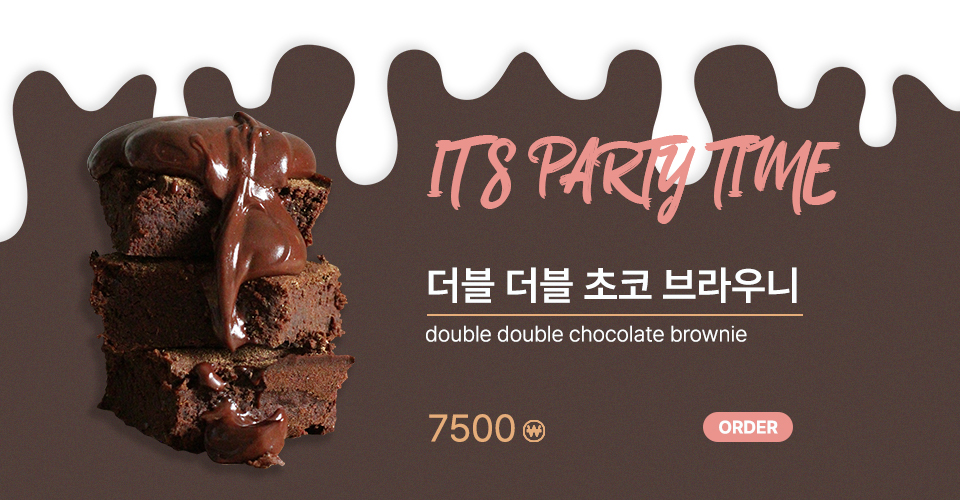 ITS PARTY TIME
더블 더블 초코 브라우니
double double chocolate brownie
7500 ₩
ORDER